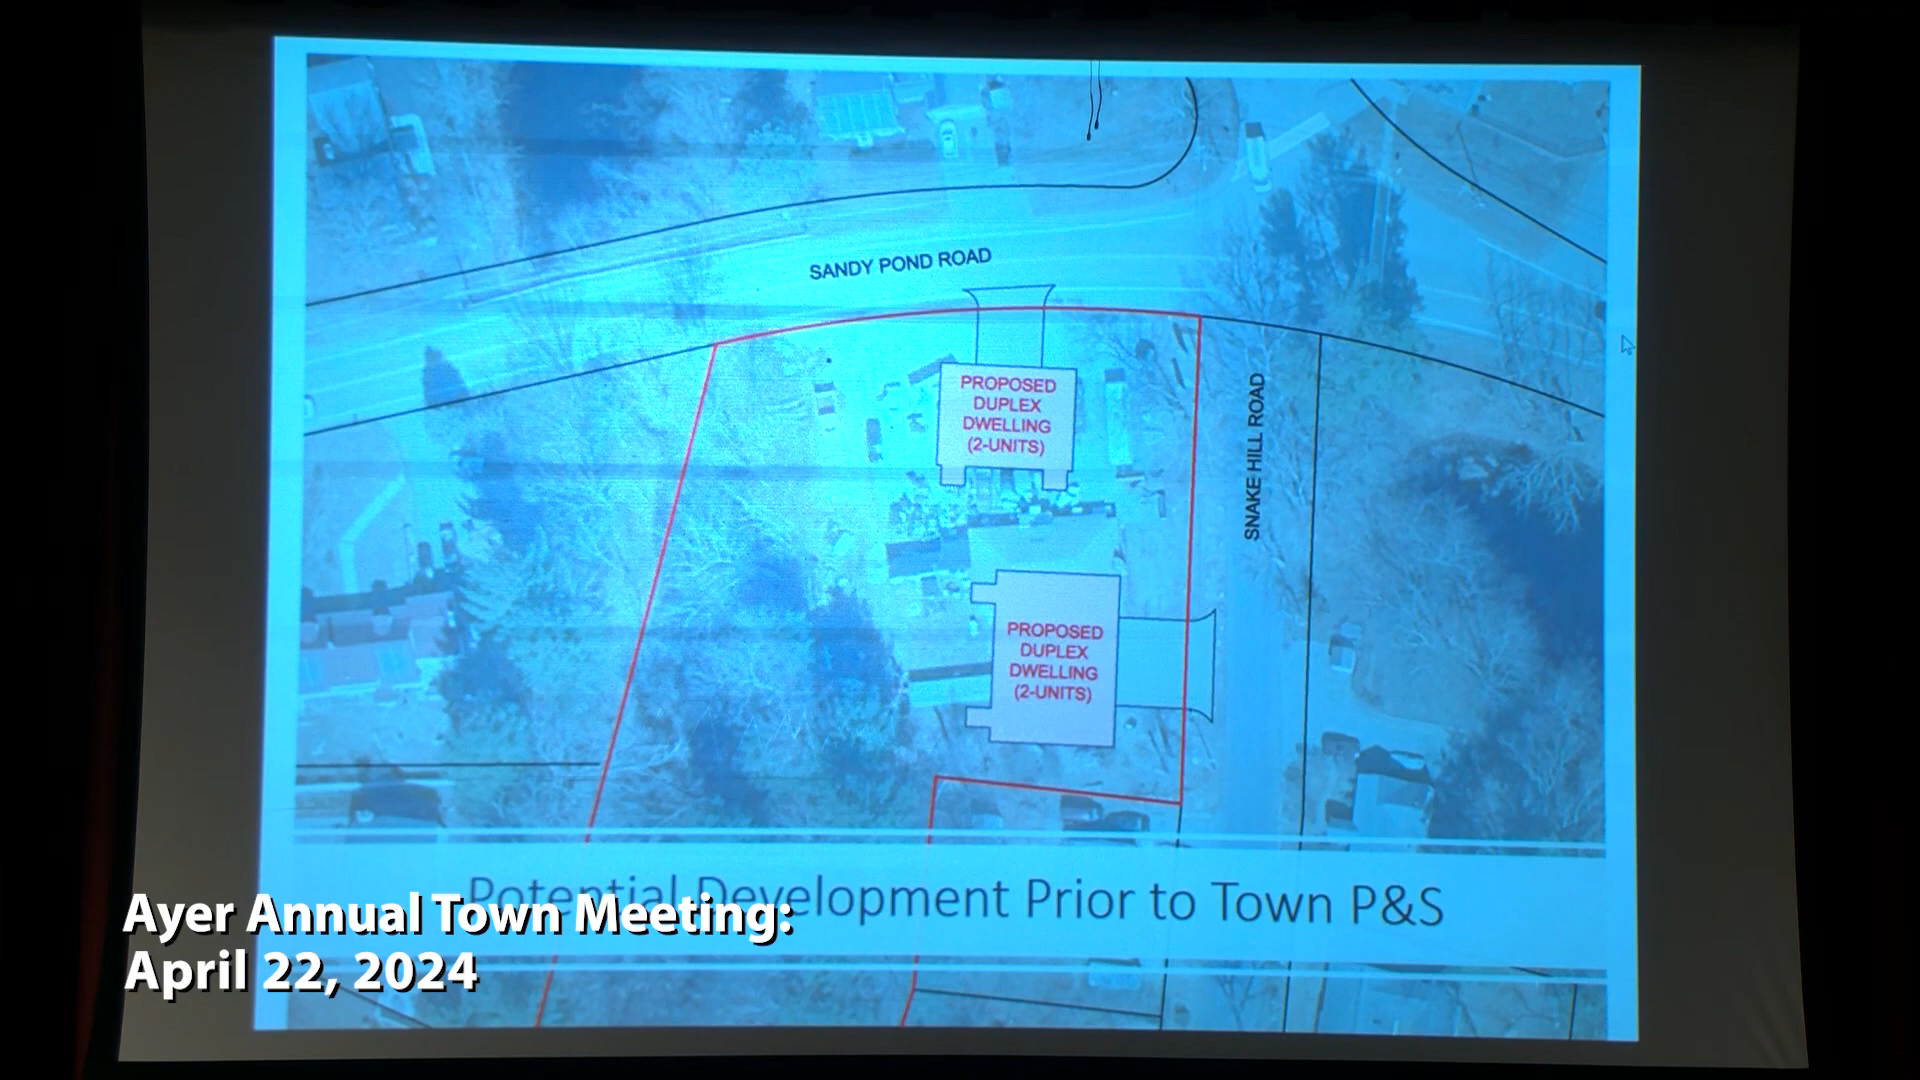 SANDY POND ROAD
PROPOSED
DUPLEX
DWELLING
(2-UNITS)
SNAKE HILL ROAD
PROPOSED
DUPLEX
DWELLING
(2-UNITS)
Potential Development Prior to Town P&S
Ayer Annual Town Meeting:
April 22, 2024